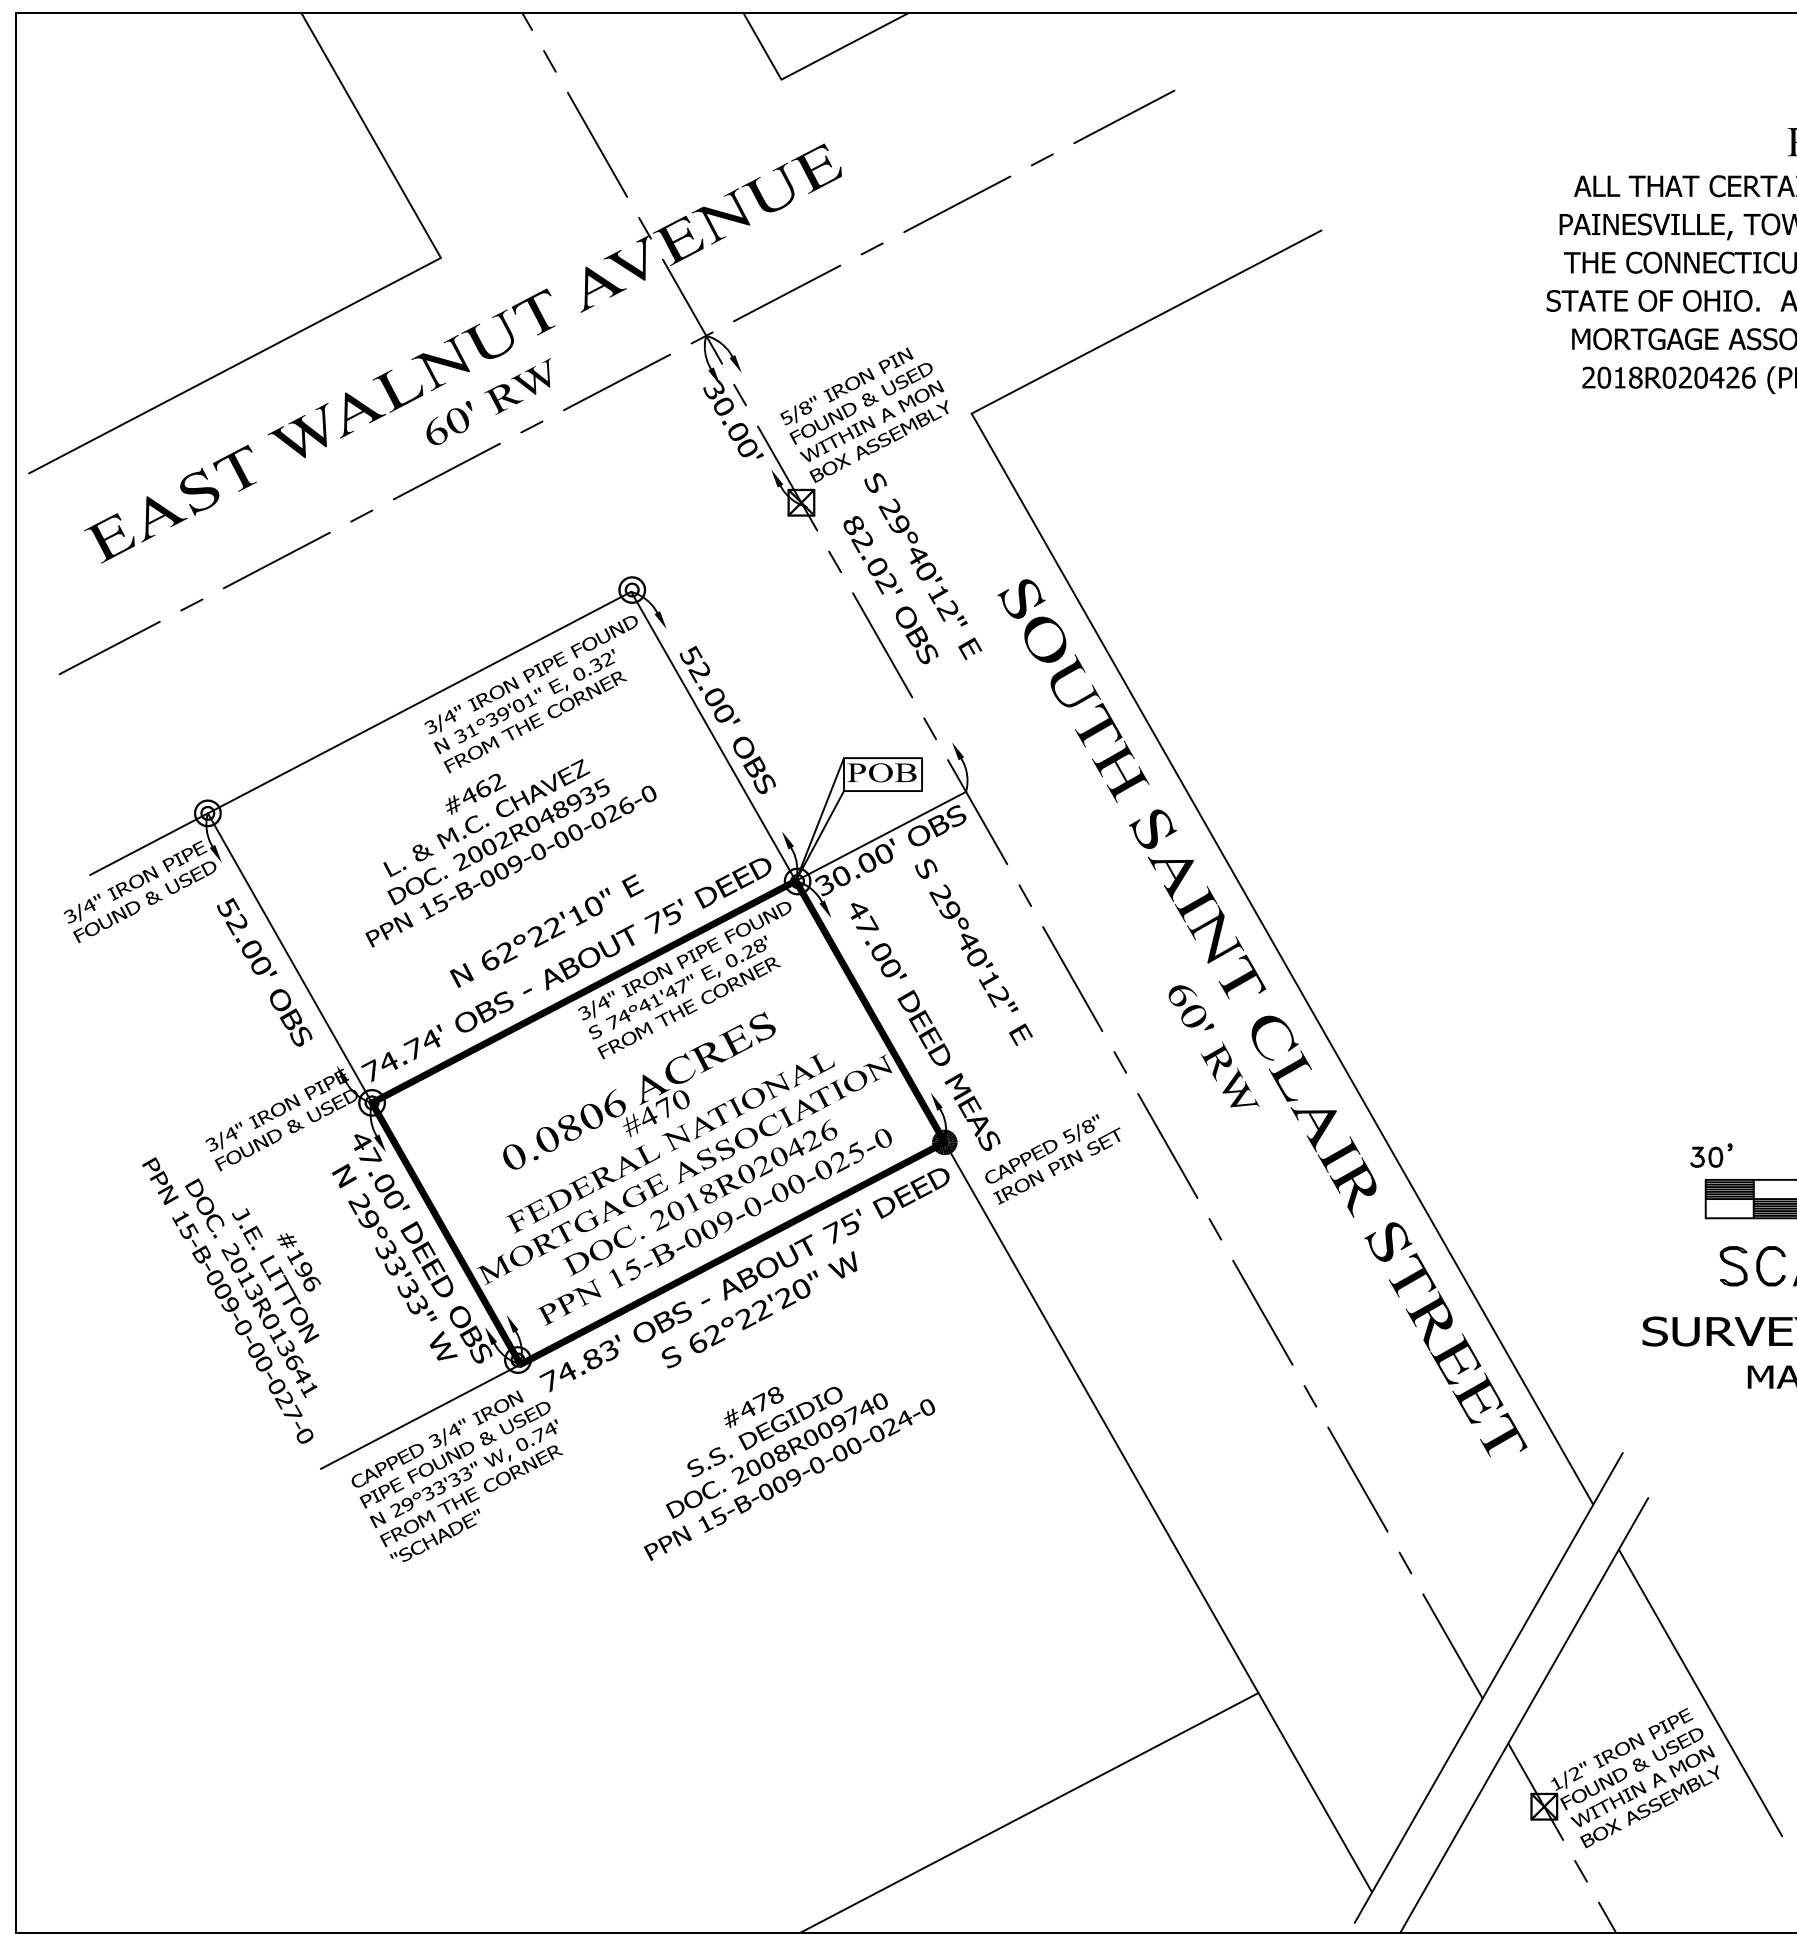 EAST WALNUT AVENUE
60' RW
30.00'
5/8" IRON PIN
FOUND & USED
WITHIN A MON
BOX ASSEMBLY
S 29°40'12" E
82.02' OBS
ALL THAT
PAINESVILLE,
THE
STATE OF OHIO.
MORTGAGE
2018R020426
SOUTH SAINT CLAIR STREET
60' RW
3/4" IRON PIPE FOUND
N 31°39'01" E, 0.32'
FROM THE CORNER
52.00' OBS
#462
L. & M.C. CHAVEZ
DOC. 2002R048935
PPN 15-B-009-0-00-026-0
POB
30.00' OBS
3/4" IRON PIPE
FOUND & USED
52.00' OBS
N 62°22'10" E
74.74' OBS - ABOUT 75' DEED
3/4" IRON PIPE FOUND
S 74°41'47" E, 0.28'
FROM THE CORNER
S 29°40'12" E
47.00' DEED MEAS
0.0806 ACRES
#470
FEDERAL NATIONAL
MORTGAGE ASSOCIATION
DOC. 2018R020426
PPN 15-B-009-0-00-025-0
3/4" IRON PIPE
FOUND & USED
47.00' DEED OBS
N 29°33'33" W
CAPPED 5/8"
IRON PIN SET
#196
J.E. LITTON
DOC. 2013R013641
PPN 15-B-009-0-00-027-0
74.83' OBS - ABOUT 75' DEED
S 62°22'20" W
CAPPED 3/4" IRON
PIPE FOUND & USED
N 29°33'33" W, 0.74'
FROM THE CORNER
"SCHADE"
#478
S.S. DEGIDIO
DOC. 2008R009740
PPN 15-B-009-0-00-024-0
30'
1/2" IRON PIPE
FOUND & USED
WITHIN A MON
BOX ASSEMBLY